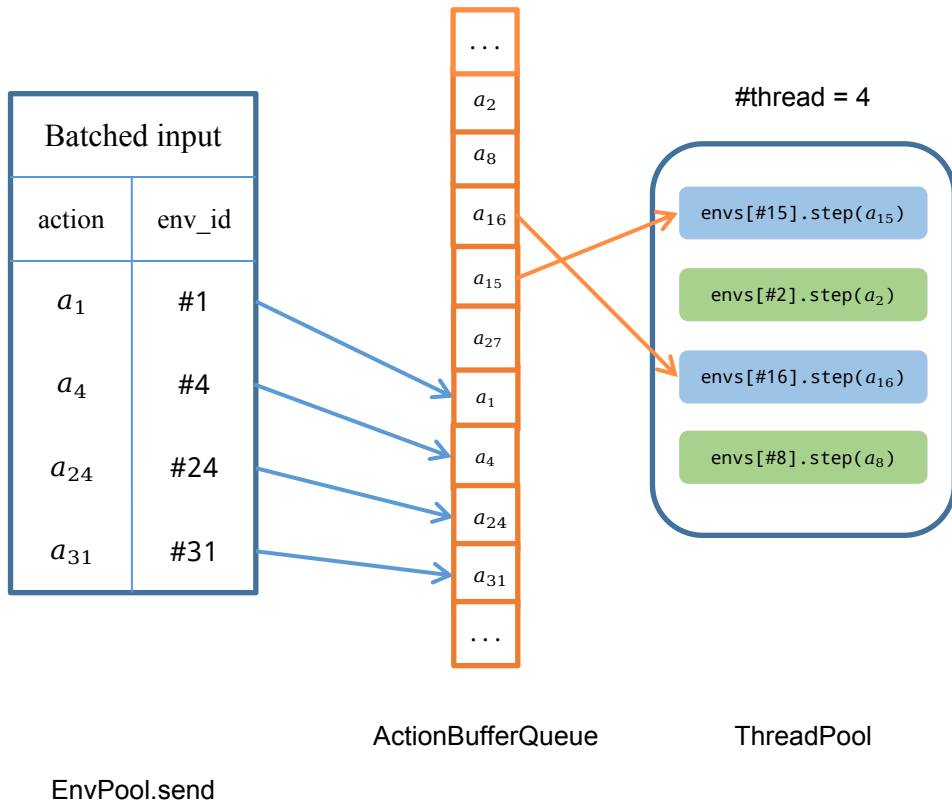 Batched input
action env_id
a₁ #1
a₄ #4
a₂₄ #24
a₃₁ #31
EnvPool.send
...
a₂
a₈
a₁₆
a₁₅
a₂₇
a₁
a₄
a₂₄
a₃₁
...
ActionBufferQueue
#thread = 4
envs[#15].step(a₁₅)
envs[#2].step(a₂)
envs[#16].step(a₁₆)
envs[#8].step(a₈)
ThreadPool